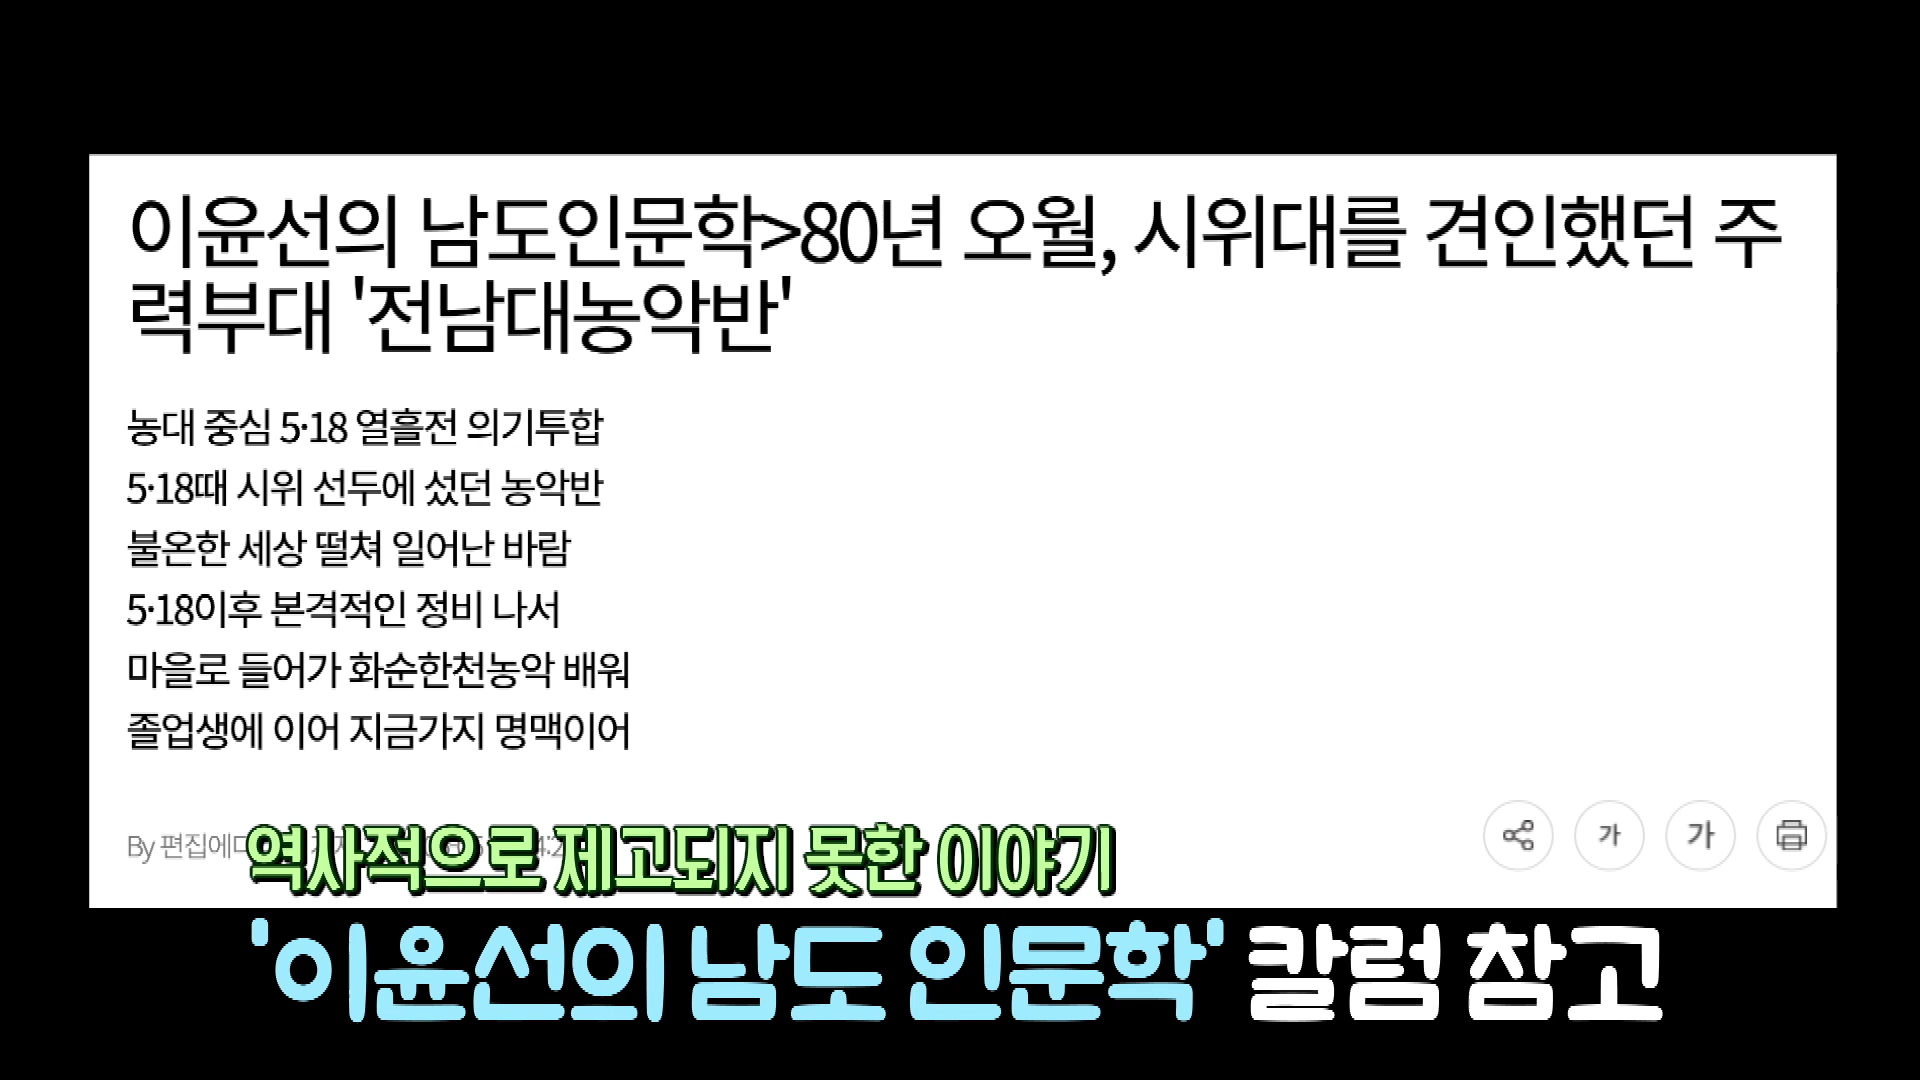 이윤선의 남도인문학>80년 오월, 시위대를 견인했던 주
력부대 '전남대농악반'
농대 중심 5·18 열흘전 의기투합
5·18때 시위 선두에 섰던 농악반
불온한 세상 떨쳐 일어난 바람
5·18이후 본격적인 정비 나서
마을로 들어가 화순한천농악 배워
졸업생에 이어 지금가지 명맥이어
By
가 가
역사적으로 제고되지 못한 이야기
'이윤선의 남도 인문학' 칼럼 참고